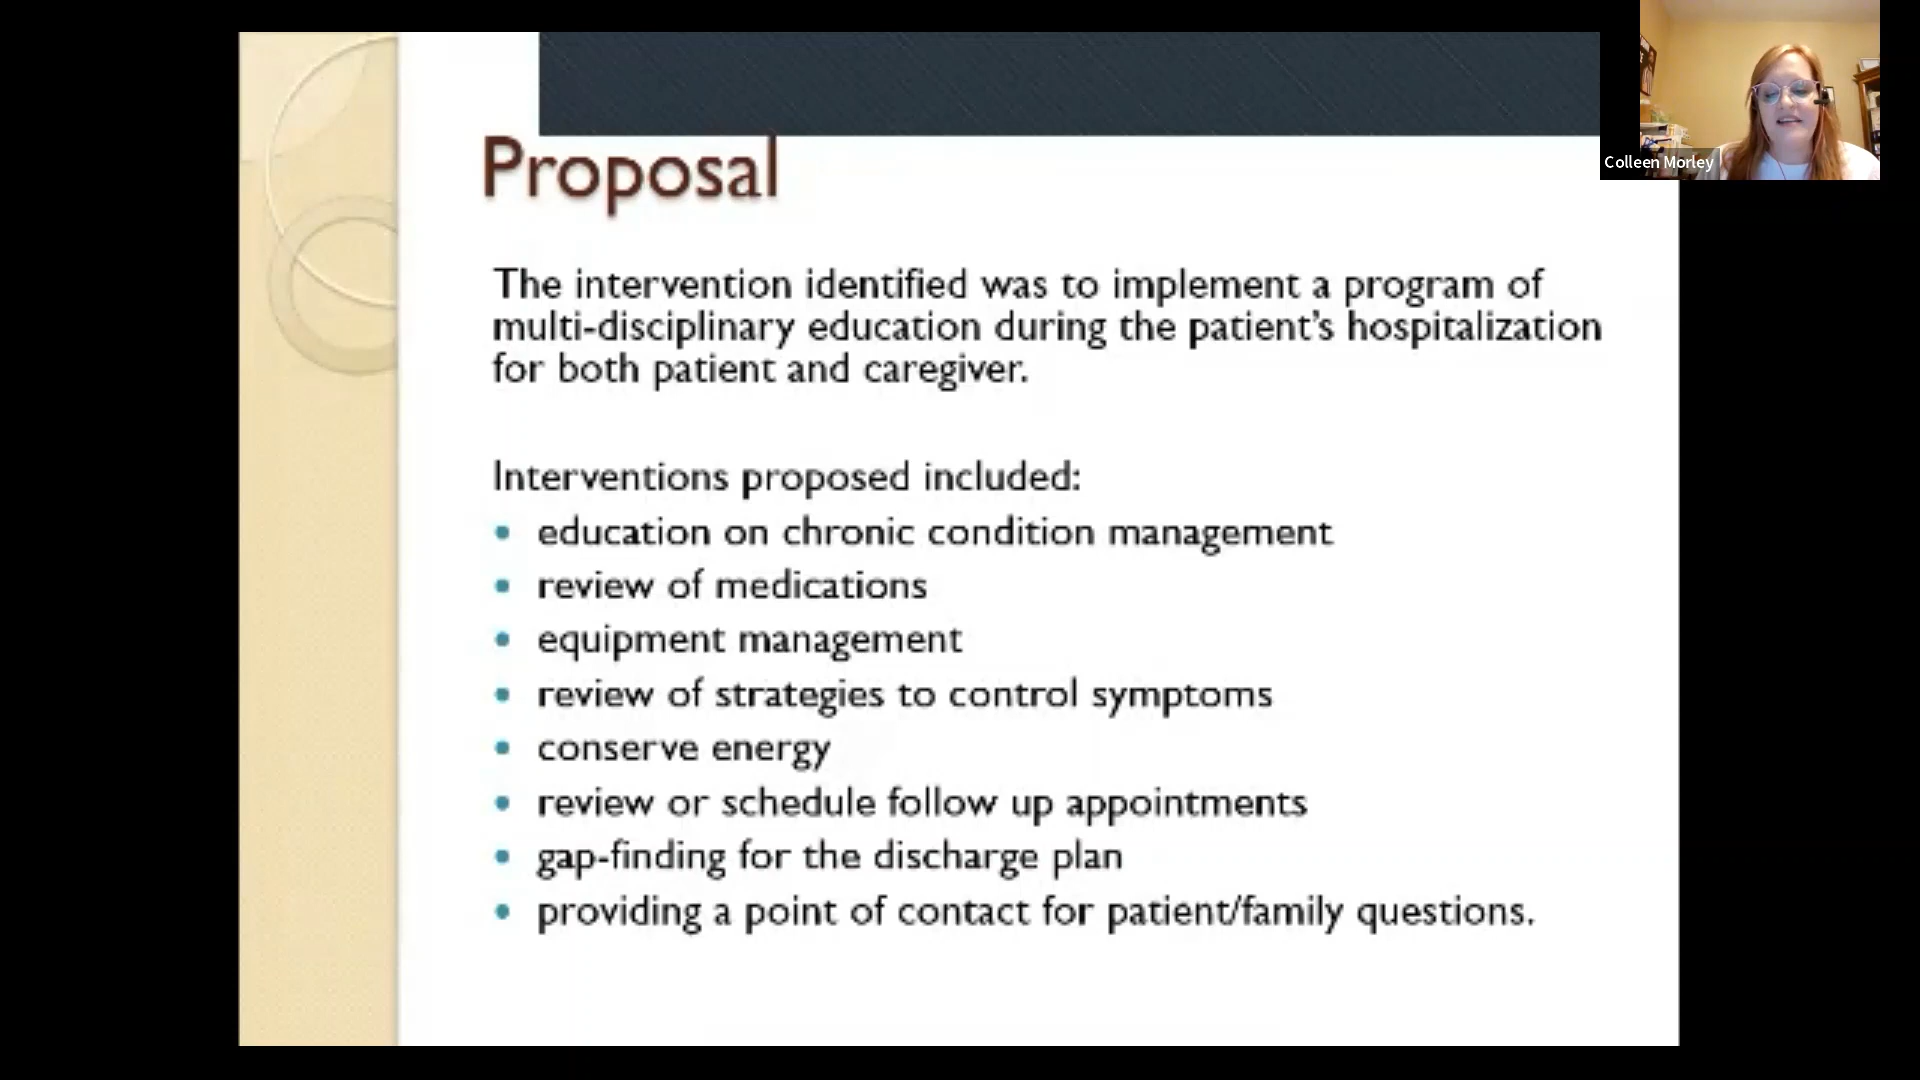 Proposal
The intervention identified was to implement a program of
multi-disciplinary education during the patient's hospitalization
for both patient and caregiver.
Interventions proposed included:
• education on chronic condition management
• review of medications
• equipment management
• review of strategies to control symptoms
• conserve energy
• review or schedule follow up appointments
• gap-finding for the discharge plan
• providing a point of contact for patient/family questions.
Colleen Morley